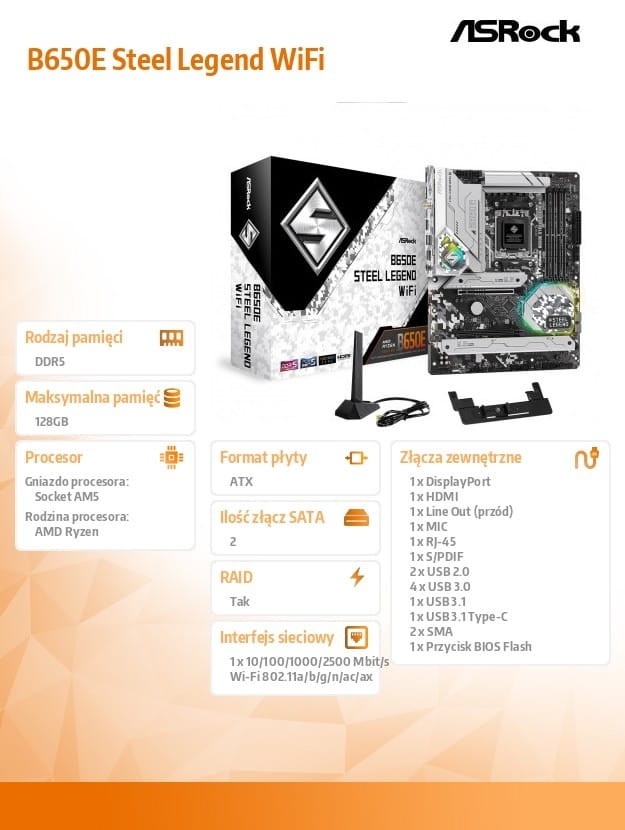 ASRock
B650E Steel Legend WiFi
ASRock
B650E
STEEL LEGEND
WiFi
B650E
STEEL LEGEND
WiFi
B650E
STEEL
LEGEND
Rodzaj pamięci
DDR5
Maksymalna pamięć
128GB
Procesor
Gniazdo procesora:
Socket AM5
Rodzina procesora:
AMD Ryzen
Format płyty
ATX
Ilość złącz SATA
2
RAID
Tak
Interfejs sieciowy
1 x 10/100/1000/2500 Mbit/s
Wi-Fi 802.11a/b/g/n/ac/ax
Złącza zewnętrzne
1 x DisplayPort
1 x HDMI
1 x Line Out (przód)
1 x MIC
1 x RJ-45
1 x S/PDIF
2 x USB 2.0
4 x USB 3.0
1 x USB 3.1
1 x USB 3.1 Type-C
2 x SMA
1 x Przycisk BIOS Flash